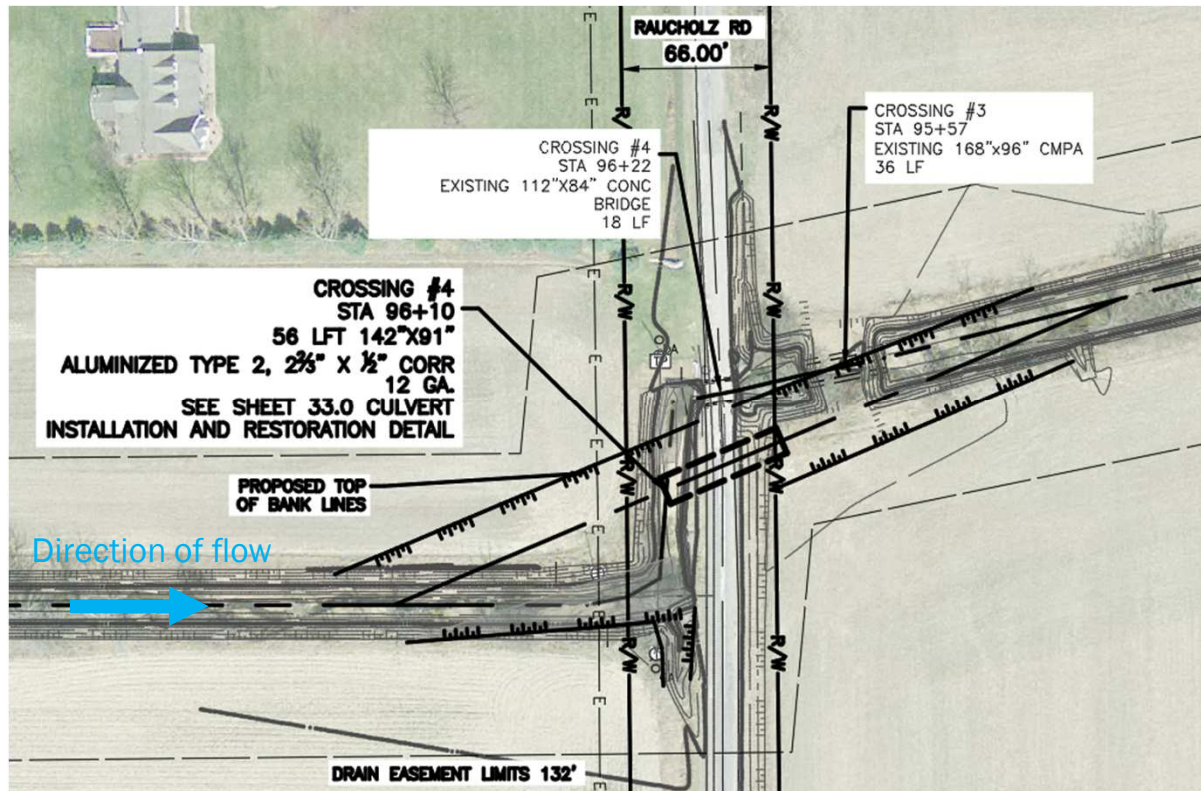 RAUCHOLZ RD
66.00'
R/W
R/W
CROSSING #3
STA 95+57
EXISTING 168"x96" CMPA
36 LF
CROSSING #4
STA 96+22
EXISTING 112"X84" CONC
BRIDGE
18 LF
E
E
E
R/W
R/W
CROSSING #4
STA 96+10
56 LFT 142"X91"
ALUMINIZED TYPE 2, 2⅔" X ½" CORR
12 GA.
SEE SHEET 33.0 CULVERT
INSTALLATION AND RESTORATION DETAIL
R/W
R/W
PROPOSED TOP
OF BANK LINES
E
Direction of flow
E
R/W
R/W
E
DRAIN EASEMENT LIMITS 132'
E